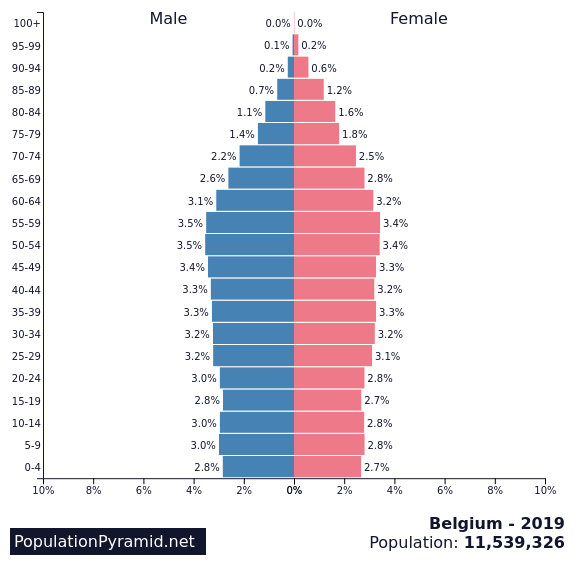 Male Female
100+ 0.0% 0.0%
95-99 0.1% 0.2%
90-94 0.2% 0.6%
85-89 0.7% 1.2%
80-84 1.1% 1.6%
75-79 1.4% 1.8%
70-74 2.2% 2.5%
65-69 2.6% 2.8%
60-64 3.1% 3.2%
55-59 3.5% 3.4%
50-54 3.5% 3.4%
45-49 3.4% 3.3%
40-44 3.3% 3.2%
35-39 3.3% 3.3%
30-34 3.2% 3.2%
25-29 3.2% 3.1%
20-24 3.0% 2.8%
15-19 2.8% 2.7%
10-14 3.0% 2.8%
5-9 3.0% 2.8%
0-4 2.8% 2.7%
10% 8% 6% 4% 2% 0% 2% 4% 6% 8% 10%
Belgium - 2019
Population: 11,539,326
PopulationPyramid.net